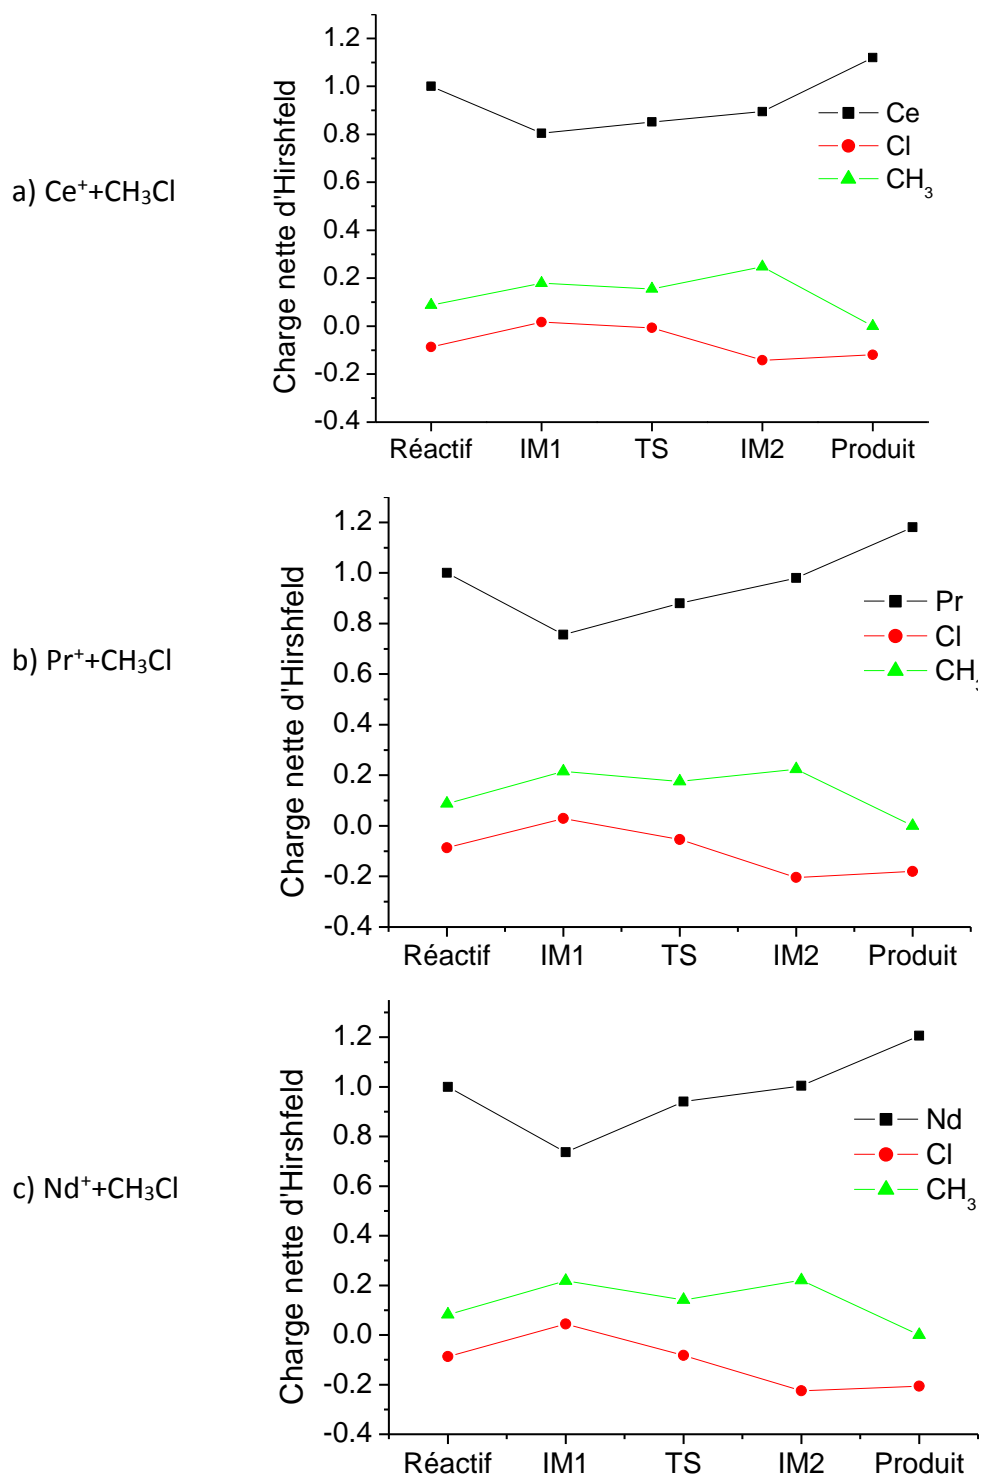 a) Ce⁺+CH₃Cl
Charge nette d'Hirshfeld
1.2
1.0
0.8
0.6
0.4
0.2
0.0
-0.2
-0.4
Ce
Cl
CH₃
Réactif IM1 TS IM2 Produit
b) Pr⁺+CH₃Cl
Charge nette d'Hirshfeld
1.2
1.0
0.8
0.6
0.4
0.2
0.0
-0.2
-0.4
Pr
Cl
CH₃
Réactif IM1 TS IM2 Produit
c) Nd⁺+CH₃Cl
Charge nette d'Hirshfeld
1.2
1.0
0.8
0.6
0.4
0.2
0.0
-0.2
-0.4
Nd
Cl
CH₃
Réactif IM1 TS IM2 Produit